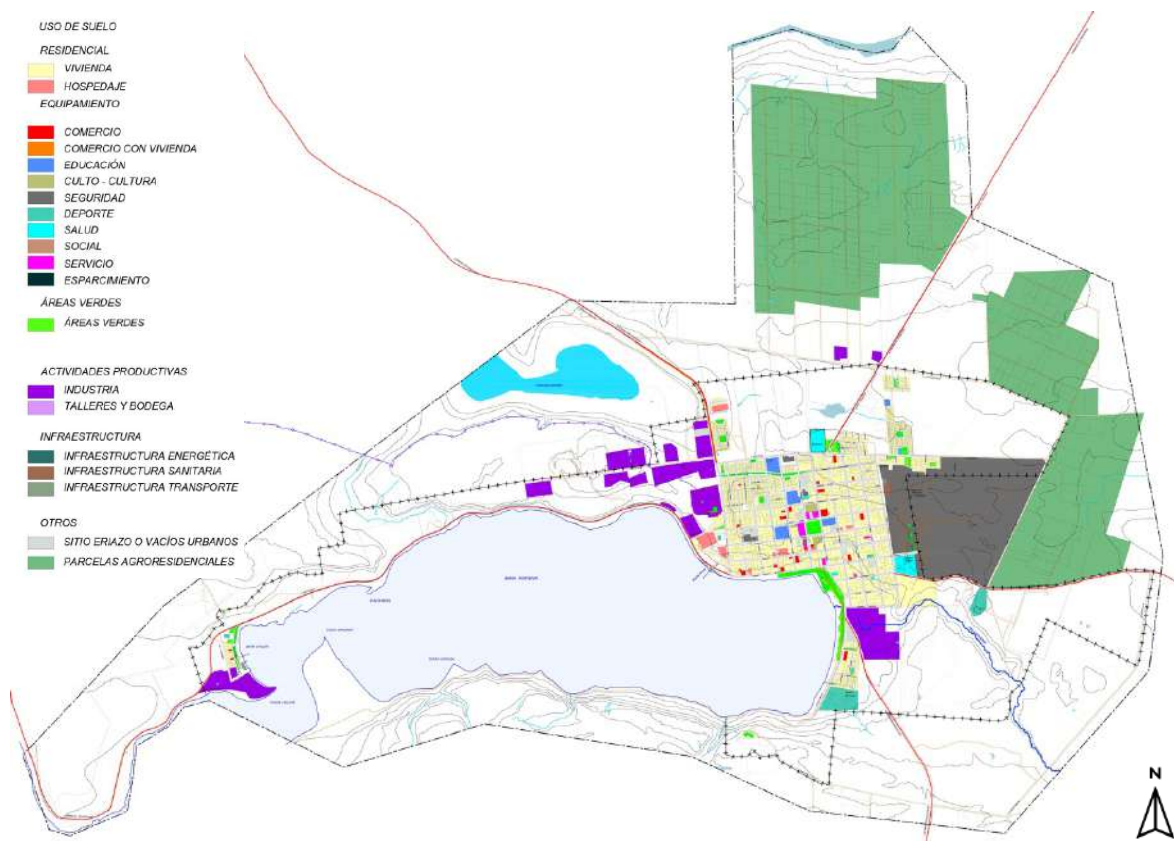 USO DE SUELO
RESIDENCIAL
VIVIENDA
HOSPEDAJE
EQUIPAMIENTO
COMERCIO
COMERCIO CON VIVIENDA
EDUCACIÓN
CULTO - CULTURA
SEGURIDAD
DEPORTE
SALUD
SOCIAL
SERVICIO
ESPARCIMIENTO
ÁREAS VERDES
ÁREAS VERDES
ACTIVIDADES PRODUCTIVAS
INDUSTRIA
TALLERES Y BODEGA
INFRAESTRUCTURA
INFRAESTRUCTURA ENERGÉTICA
INFRAESTRUCTURA SANITARIA
INFRAESTRUCTURA TRANSPORTE
OTROS
SITIO ERIAZO O VACÍOS URBANOS
PARCELAS AGRORESIDENCIALES
N